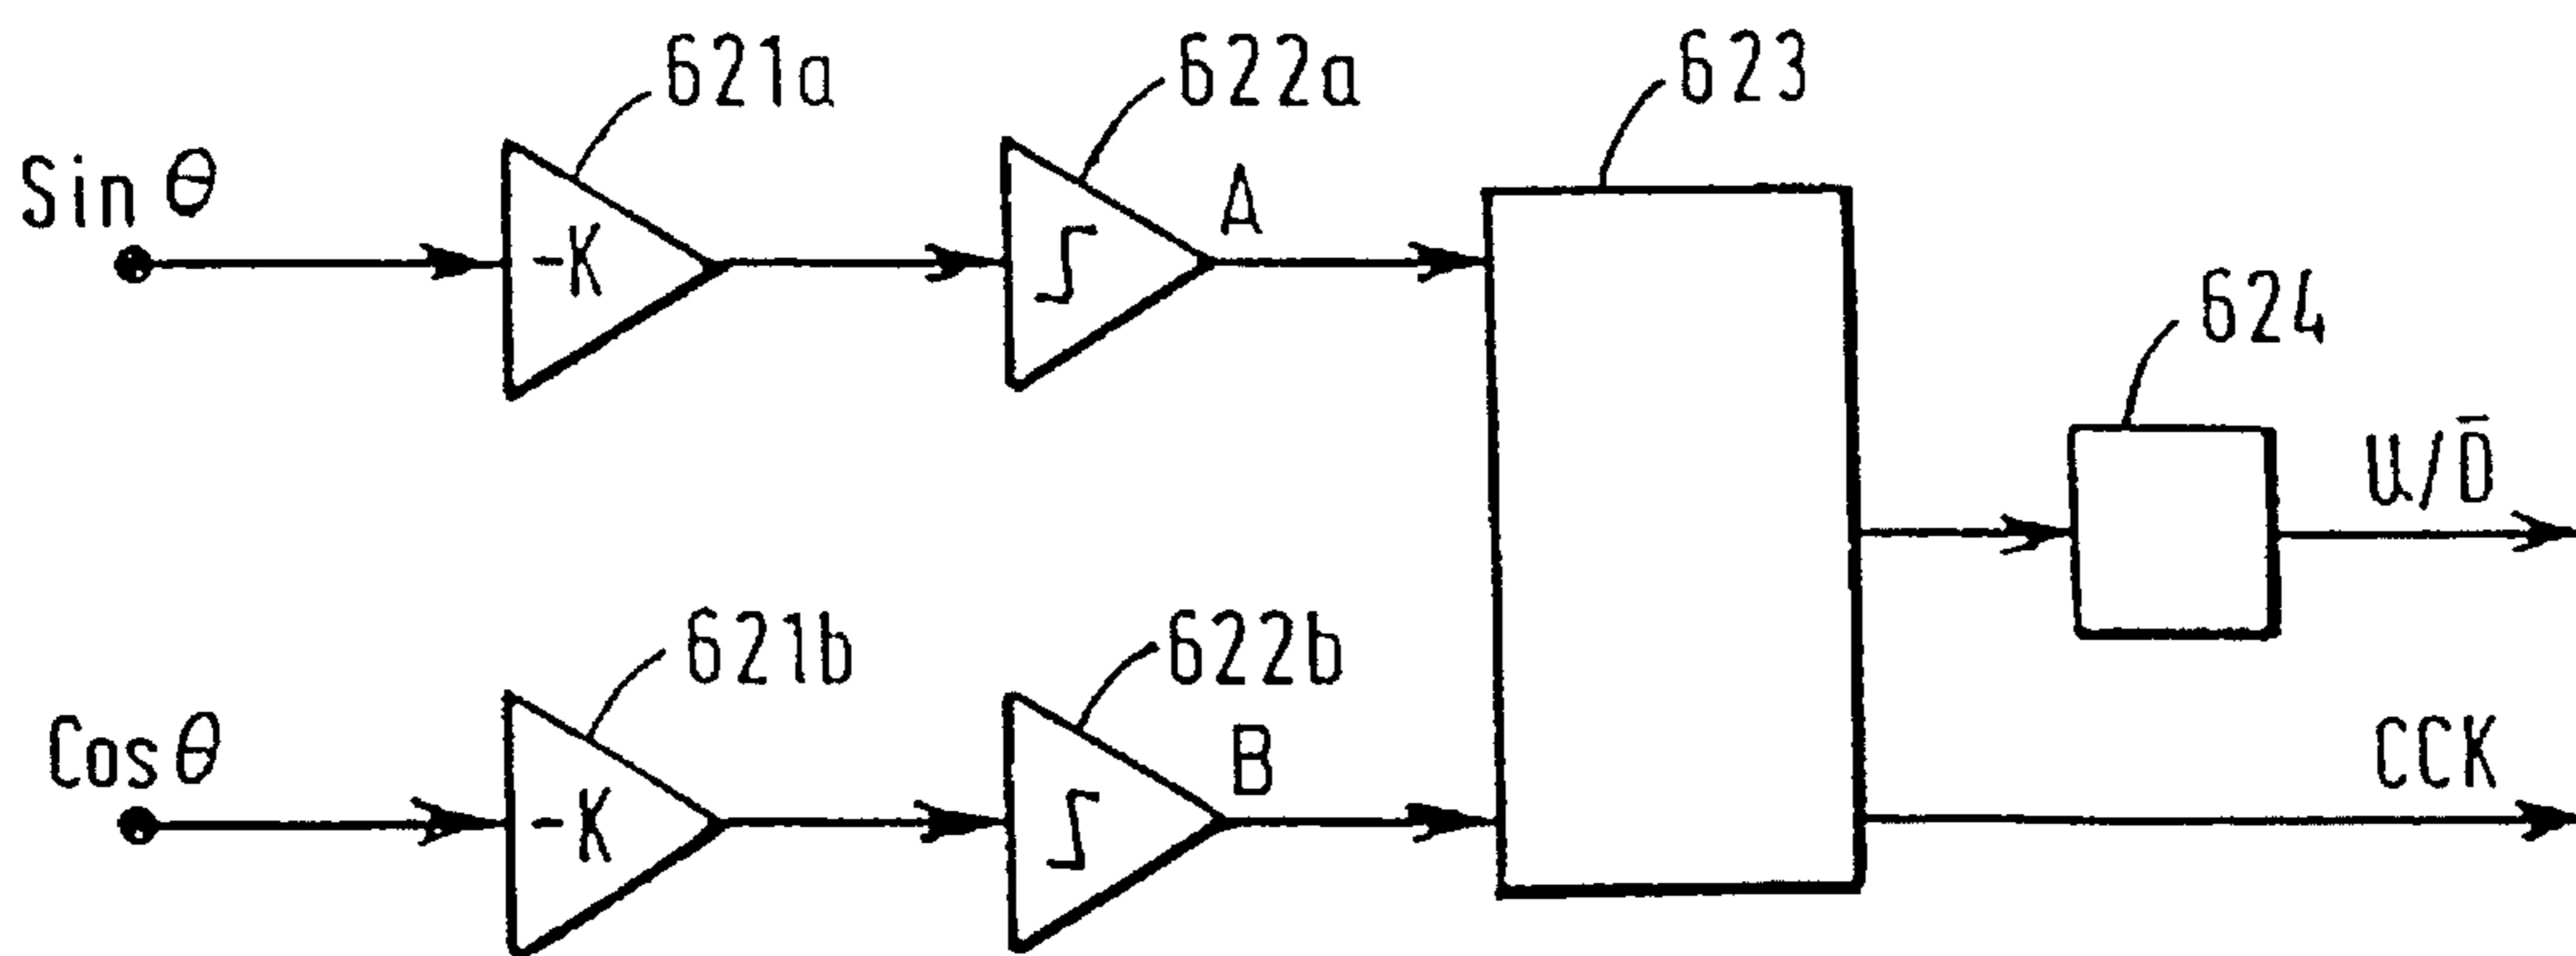 621a
622a
623
Sin θ
-K
A
624
U/D̄
621b
622b
Cos θ
-K
B
CCK